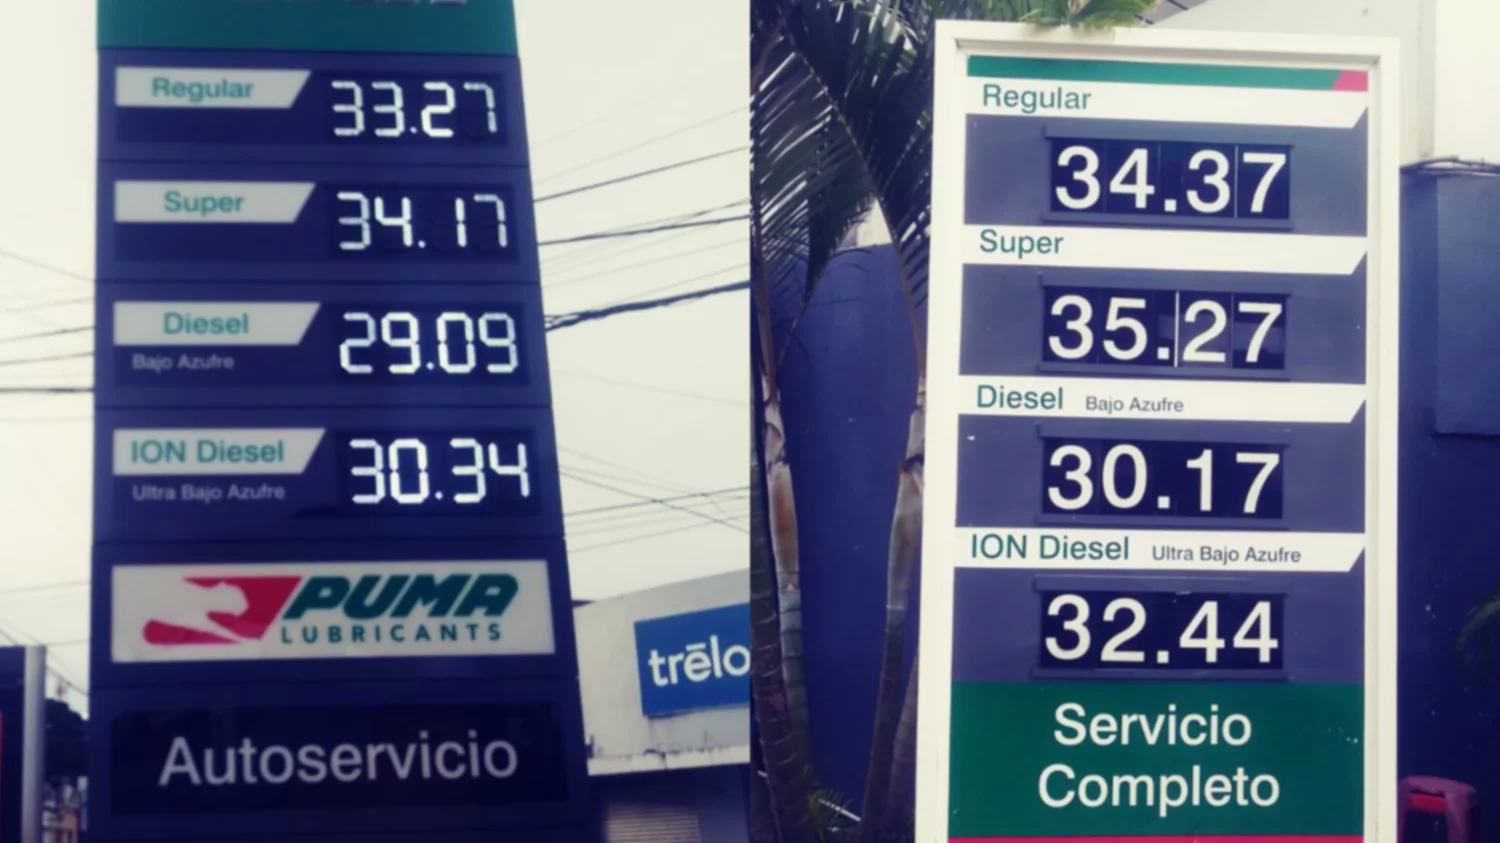 Regular 33.27
Super 34.17
Diesel 29.09
Bajo Azufre
ION Diesel 30.34
Ultra Bajo Azufre
PUMA
LUBRICANTS
Autoservicio
trēlo
Regular
34.37
Super
35.27
Diesel Bajo Azufre
30.17
ION Diesel Ultra Bajo Azufre
32.44
Servicio
Completo